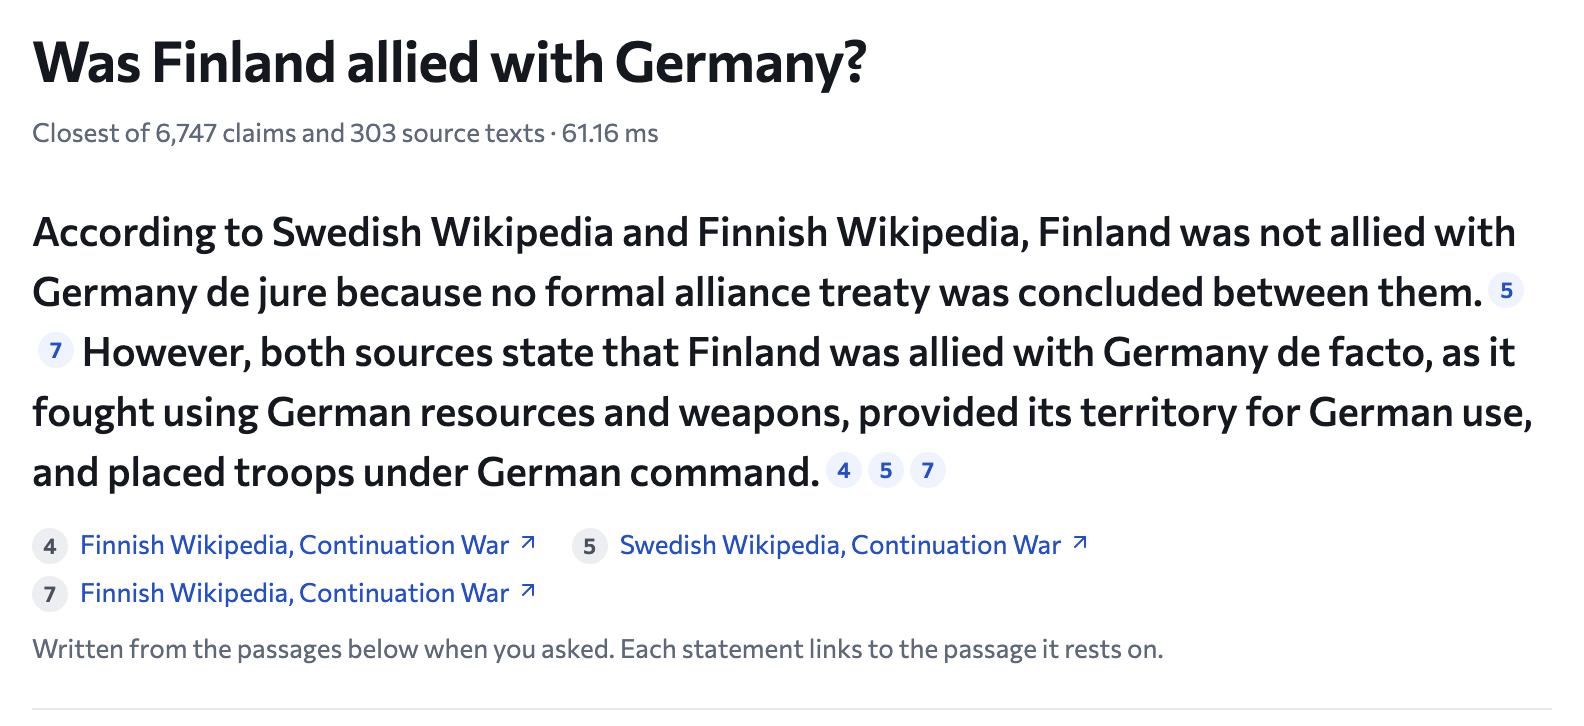 Was Finland allied with Germany?
Closest of 6,747 claims and 303 source texts · 61.16 ms
According to Swedish Wikipedia and Finnish Wikipedia, Finland was not allied with
Germany de jure because no formal alliance treaty was concluded between them. 5
7 However, both sources state that Finland was allied with Germany de facto, as it
fought using German resources and weapons, provided its territory for German use,
and placed troops under German command. 4 5 7
4 Finnish Wikipedia, Continuation War ↗ 5 Swedish Wikipedia, Continuation War ↗
7 Finnish Wikipedia, Continuation War ↗
Written from the passages below when you asked. Each statement links to the passage it rests on.